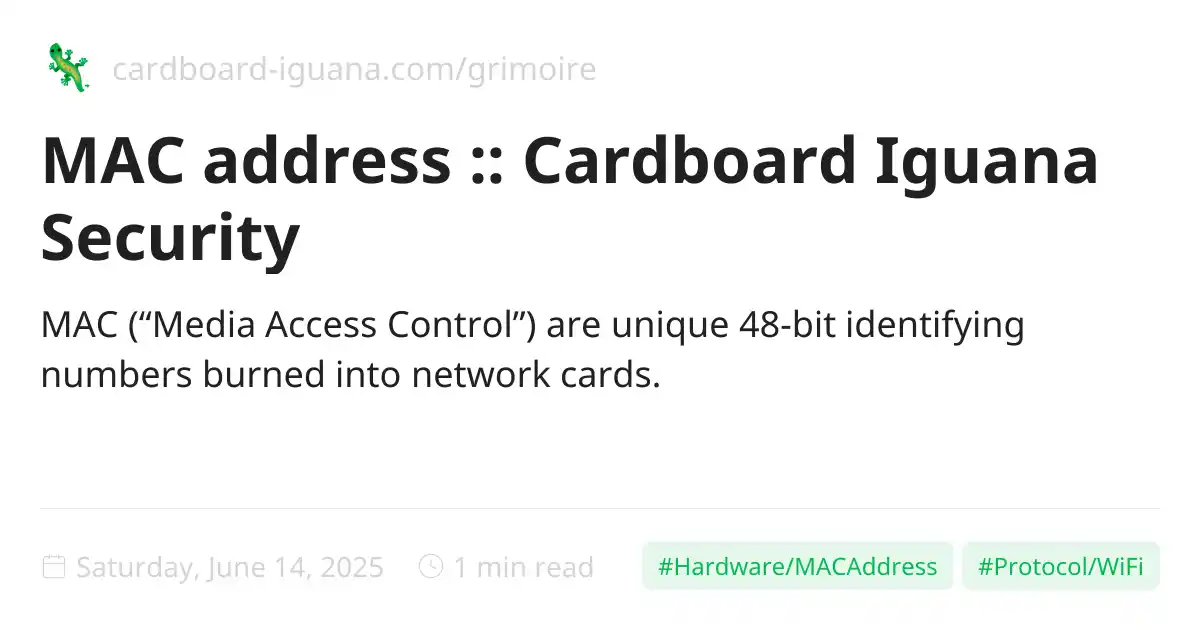 cardboard-iguana.com/grimoire
MAC address :: Cardboard Iguana
Security
MAC (“Media Access Control”) are unique 48-bit identifying
numbers burned into network cards.
Saturday, June 14, 2025 1 min read #Hardware/MACAddress #Protocol/WiFi